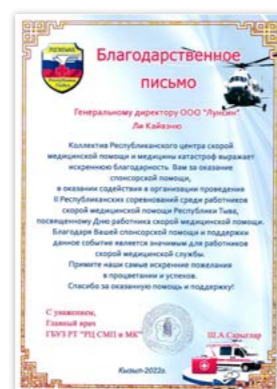 Благодарственное
письмо
Генеральному директору ООО "Лунсин"
Ли Кайвэню
Коллектив Республиканского центра скорой
медицинской помощи и медицины катастроф выражает
искреннюю благодарность Вам за оказание
спонсорской помощи,
в оказании содействия в организации проведения
II Республиканских соревнований среди работников
скорой медицинской помощи Республики Тыва,
посвященному Дню работника скорой медицинской помощи.
Благодаря Вашей спонсорской помощи и поддержки
данное событие является значимым для работников
скорой медицинской службы.
Примите наши самые искренние пожелания
в процветании и успехов.
Спасибо за оказанную помощь и поддержку!
С уважением,
Главный врач
ГБУЗ РТ "РЦ СМП и МК"
Кызыл-2022г.